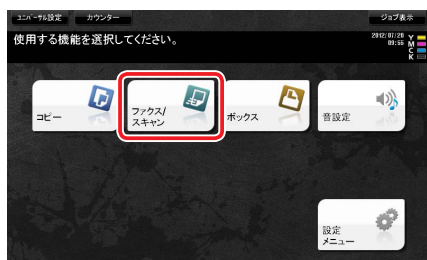 ユニバーサル設定 カウンター ジョブ表示
使用する機能を選択してください。
2012/07/20
09:55
Y
M
C
K
コピー
ファクス/
スキャン
ボックス
音設定
設定
メニュー